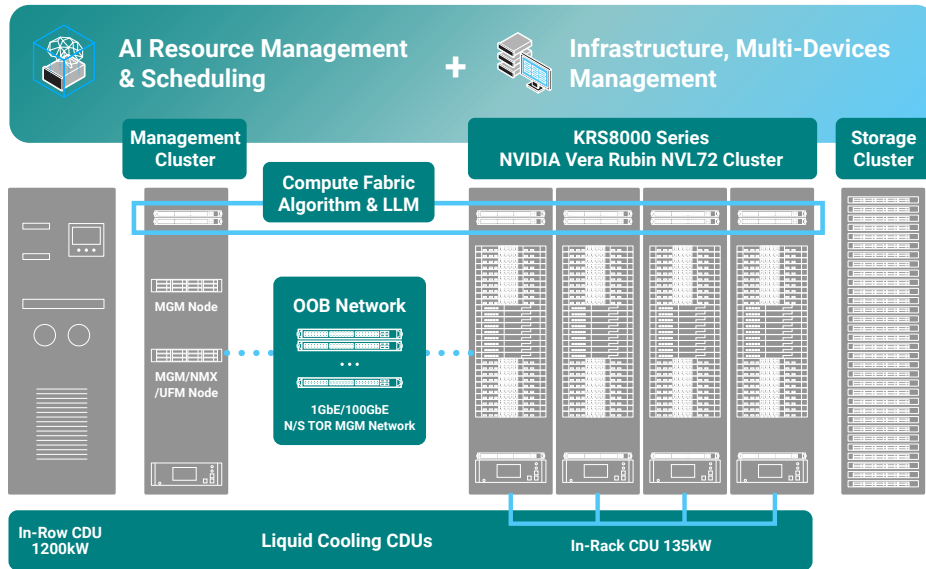 AI Resource Management
& Scheduling
+
Infrastructure, Multi-Devices
Management
Management
Cluster
KRS8000 Series
NVIDIA Vera Rubin NVL72 Cluster
Storage
Cluster
Compute Fabric
Algorithm & LLM
MGM Node
MGM/NMX
/UFM Node
OOB Network
...
1GbE/100GbE
N/S TOR MGM Network
In-Row CDU
1200kW
Liquid Cooling CDUs
In-Rack CDU 135kW